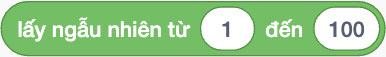 lấy ngẫu nhiên từ 1 đến 100